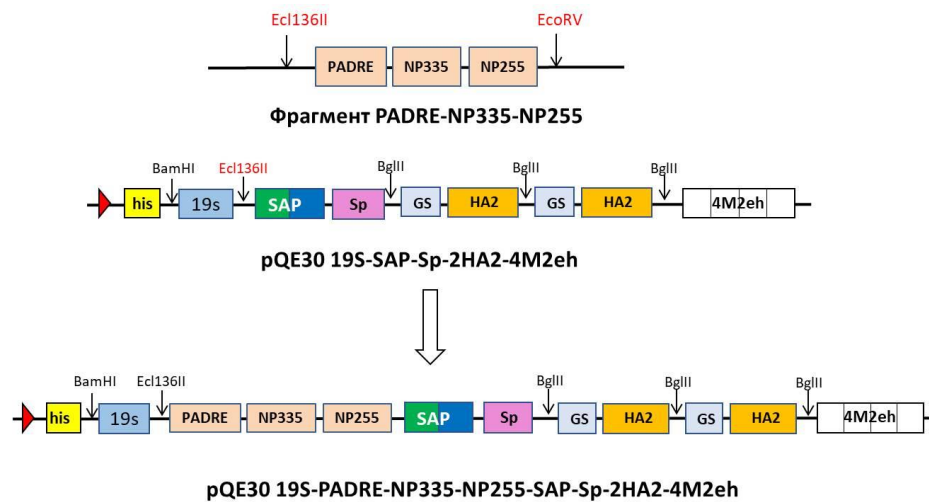 Ecl136II EcoRV
PADRE NP335 NP255
Фрагмент PADRE-NP335-NP255
BamHI Ecl136II BglII BglII BglII
his 19s SAP Sp GS HA2 GS HA2 4M2eh
pQE30 19S-SAP-Sp-2HA2-4M2eh
BamHI Ecl136II BglII BglII BglII
his 19s PADRE NP335 NP255 SAP Sp GS HA2 GS HA2 4M2eh
pQE30 19S-PADRE-NP335-NP255-SAP-Sp-2HA2-4M2eh